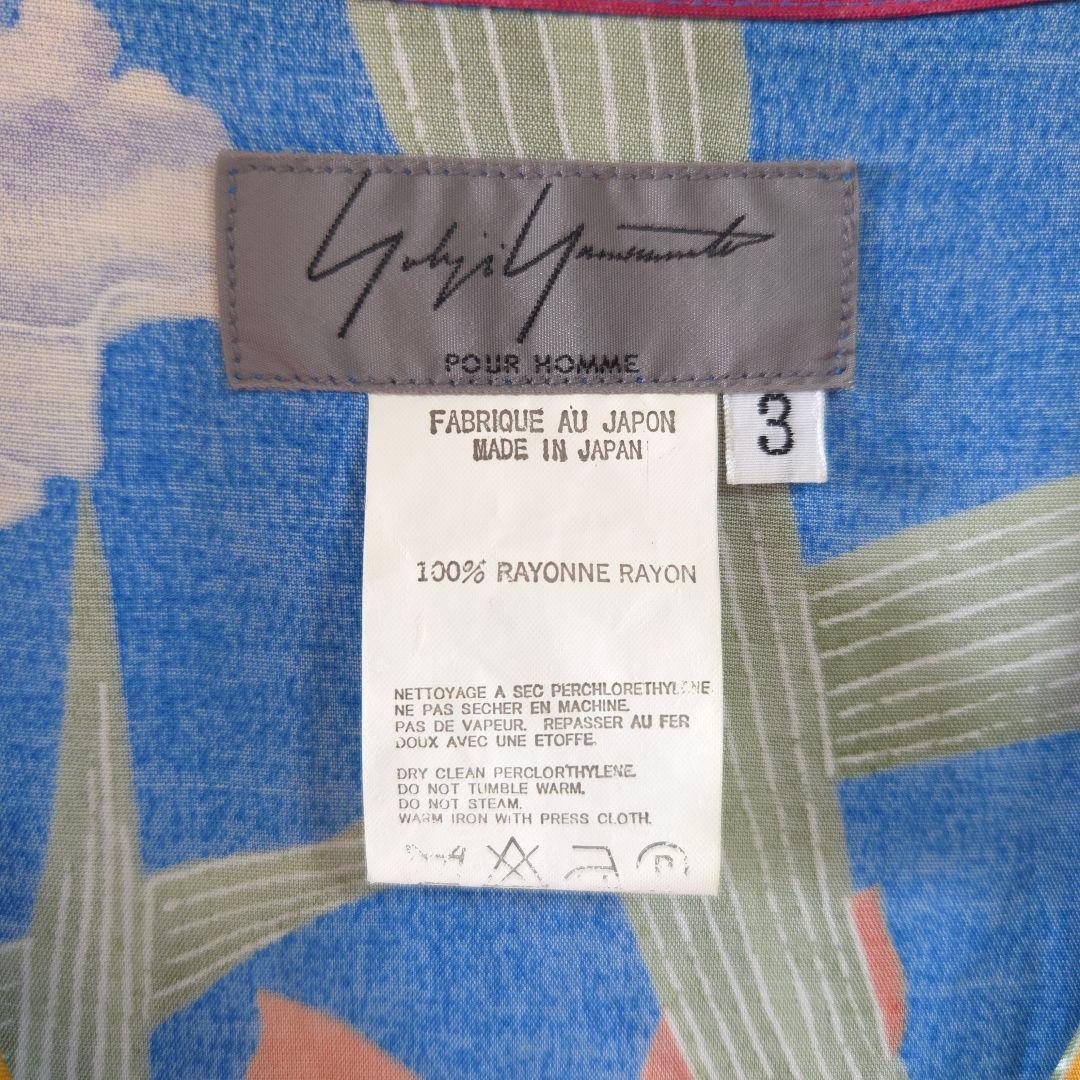 Yohji Yamamoto
POUR HOMME
3
FABRIQUE AU JAPON
MADE IN JAPAN
100% RAYONNE RAYON
NETTOYAGE A SEC PERCHLORETHYLENE
NE PAS SECHER EN MACHINE.
PAS DE VAPEUR. REPASSER AU FER
DOUX AVEC UNE ETOFFE.
DRY CLEAN PERCLORTHYLENE.
DO NOT TUMBLE WARM.
DO NOT STEAM.
WARM IRON WITH PRESS CLOTH.
P